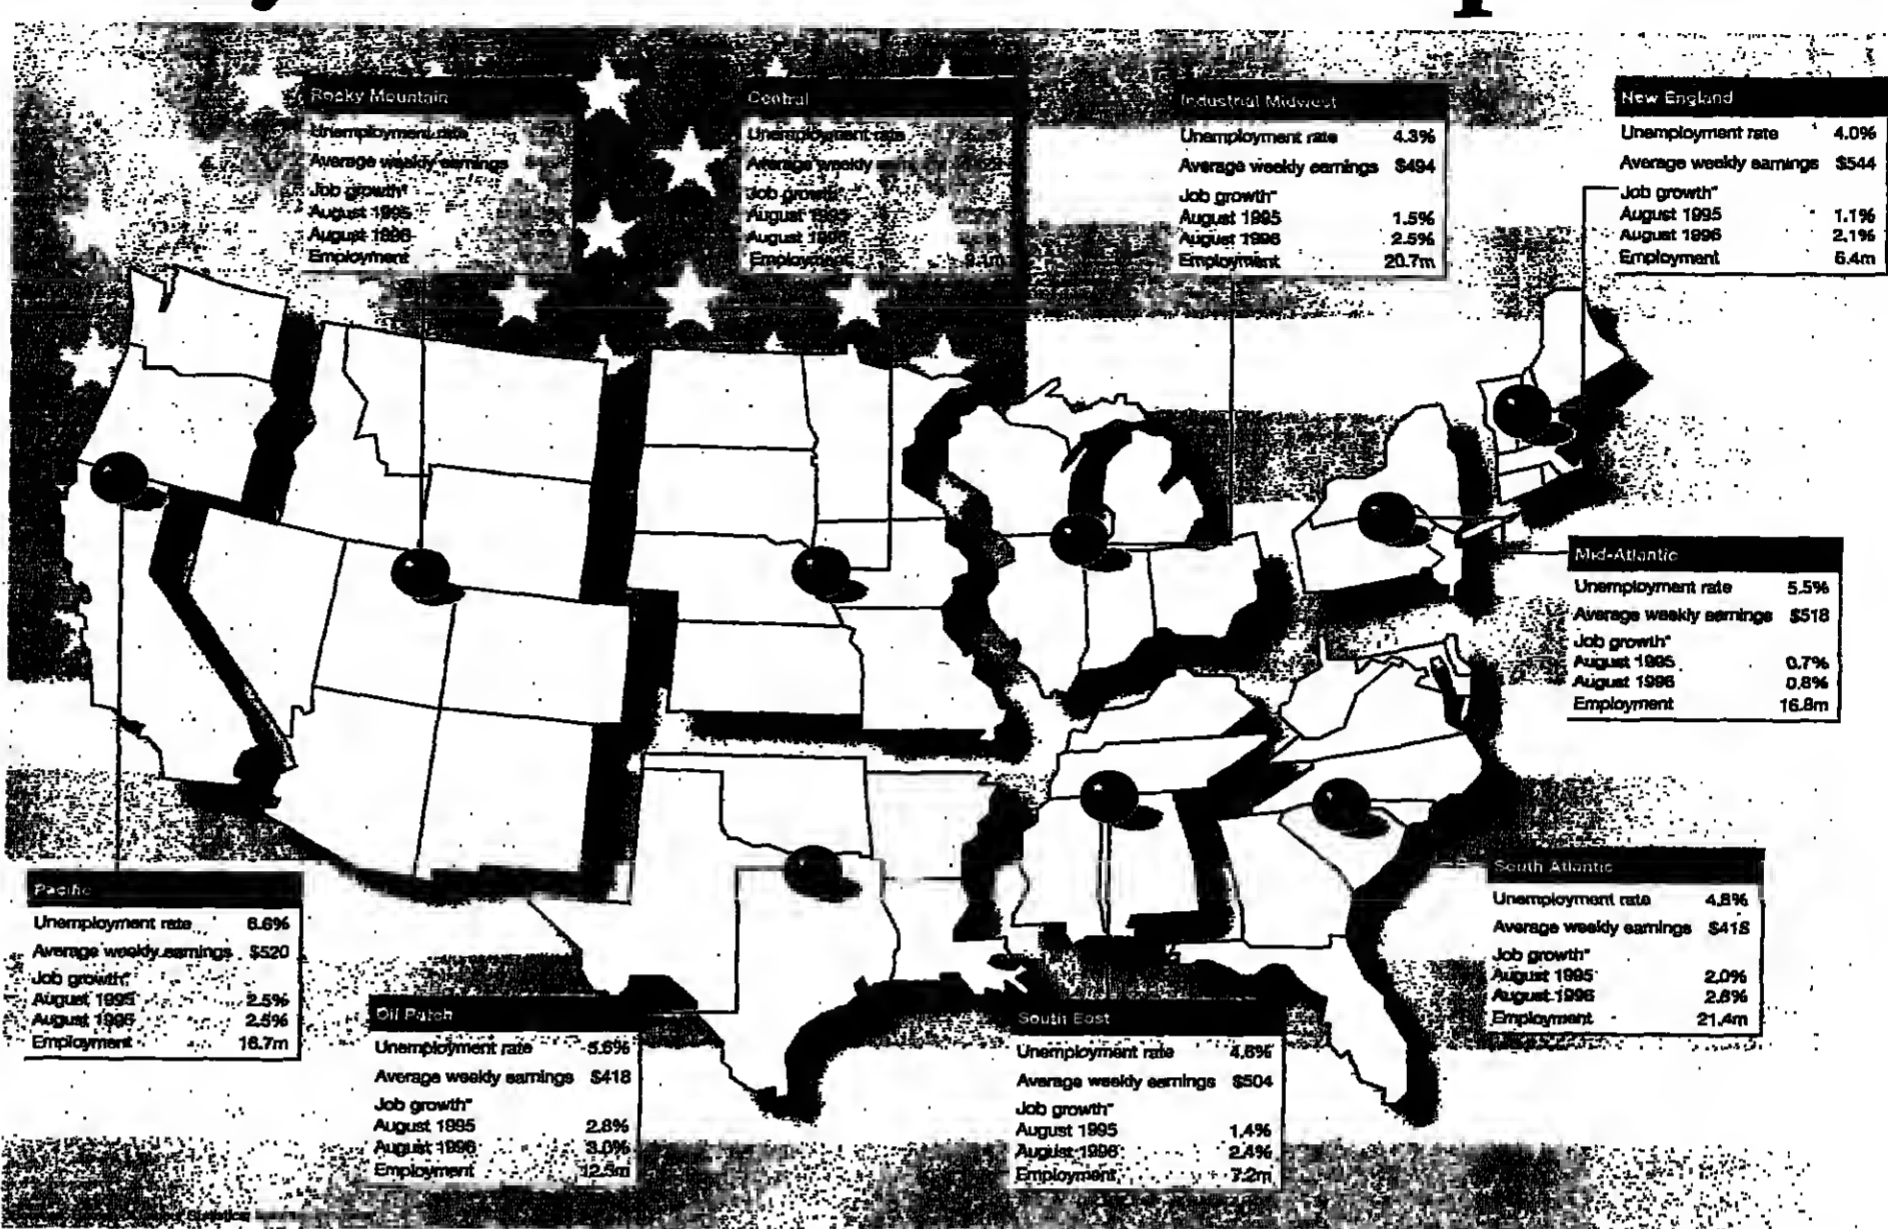 Rocky Mountain
Unemployment rate
Average weekly earnings
Job growth*
August 1995
August 1996
Employment
Central
Unemployment rate
Average weekly
Job growth*
August 1995
August 1996
Employment
Industrial Midwest
Unemployment rate 4.3%
Average weekly earnings $494
Job growth*
August 1995 1.5%
August 1996 2.5%
Employment 20.7m
New England
Unemployment rate 4.0%
Average weekly earnings $544
Job growth*
August 1995 1.1%
August 1996 2.1%
Employment 6.4m
Mid-Atlantic
Unemployment rate 5.5%
Average weekly earnings $518
Job growth*
August 1995 0.7%
August 1996 0.8%
Employment 16.8m
Pacific
Unemployment rate 6.6%
Average weekly earnings $520
Job growth*
August 1995 2.5%
August 1996 2.5%
Employment 16.7m
Oil Patch
Unemployment rate 5.6%
Average weekly earnings $418
Job growth*
August 1995 2.8%
August 1996 3.0%
Employment 12.5m
South East
Unemployment rate 4.6%
Average weekly earnings $504
Job growth*
August 1995 1.4%
August 1996 2.4%
Employment 7.2m
South Atlantic
Unemployment rate 4.8%
Average weekly earnings
Job growth*
August 1995 2.0%
August 1996 2.6%
Employment 21.4m
Statistics